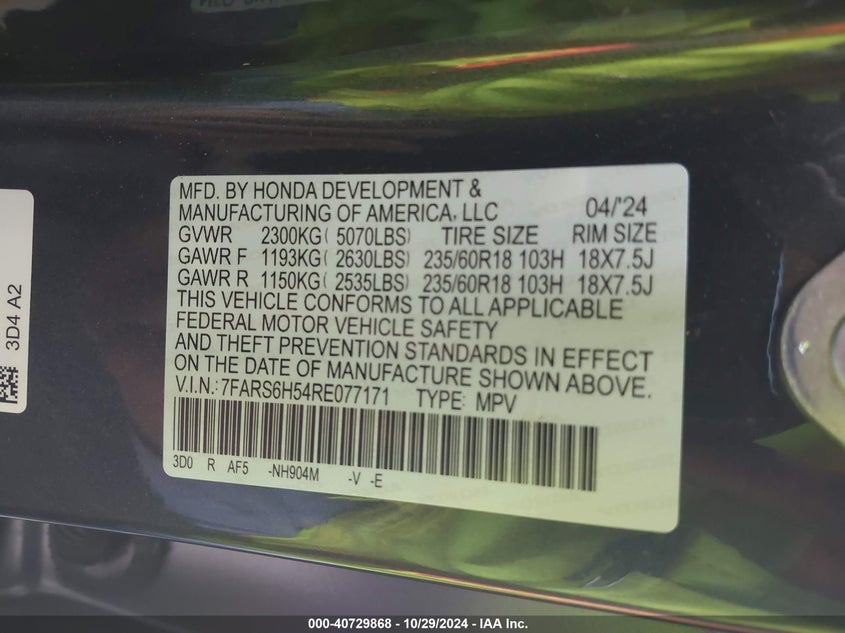 MFD. BY HONDA DEVELOPMENT &
MANUFACTURING OF AMERICA, LLC 04/'24
GVWR 2300KG( 5070LBS) TIRE SIZE RIM SIZE
GAWR F 1193KG( 2630LBS) 235/60R18 103H 18X7.5J
GAWR R 1150KG( 2535LBS) 235/60R18 103H 18X7.5J
THIS VEHICLE CONFORMS TO ALL APPLICABLE
FEDERAL MOTOR VEHICLE SAFETY
AND THEFT PREVENTION STANDARDS IN EFFECT
ON THE DATE OF MANUFACTURE SHOWN ABOVE.
V.I.N.: 7FARS6H54RE077171 TYPE: MPV
3D0 R AF5 -NH904M -V -E
3D4 A2
000-40729868 - 10/29/2024 - IAA Inc.